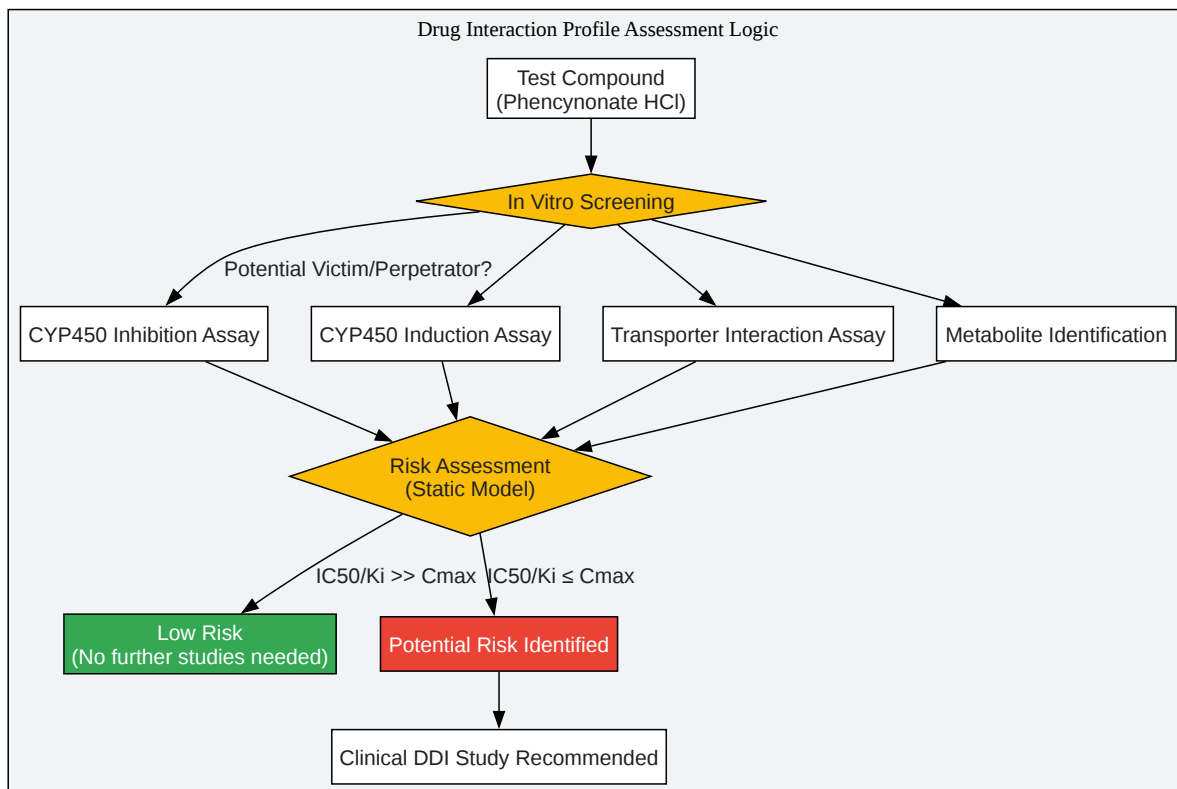 Drug Interaction Profile Assessment Logic
Test Compound
(Phencynonate HCl)
In Vitro Screening
Potential Victim/Perpetrator?
CYP450 Inhibition Assay
CYP450 Induction Assay
Transporter Interaction Assay
Metabolite Identification
Risk Assessment
(Static Model)
IC50/Ki >> Cmax
IC50/Ki ≤ Cmax
Low Risk
(No further studies needed)
Potential Risk Identified
Clinical DDI Study Recommended